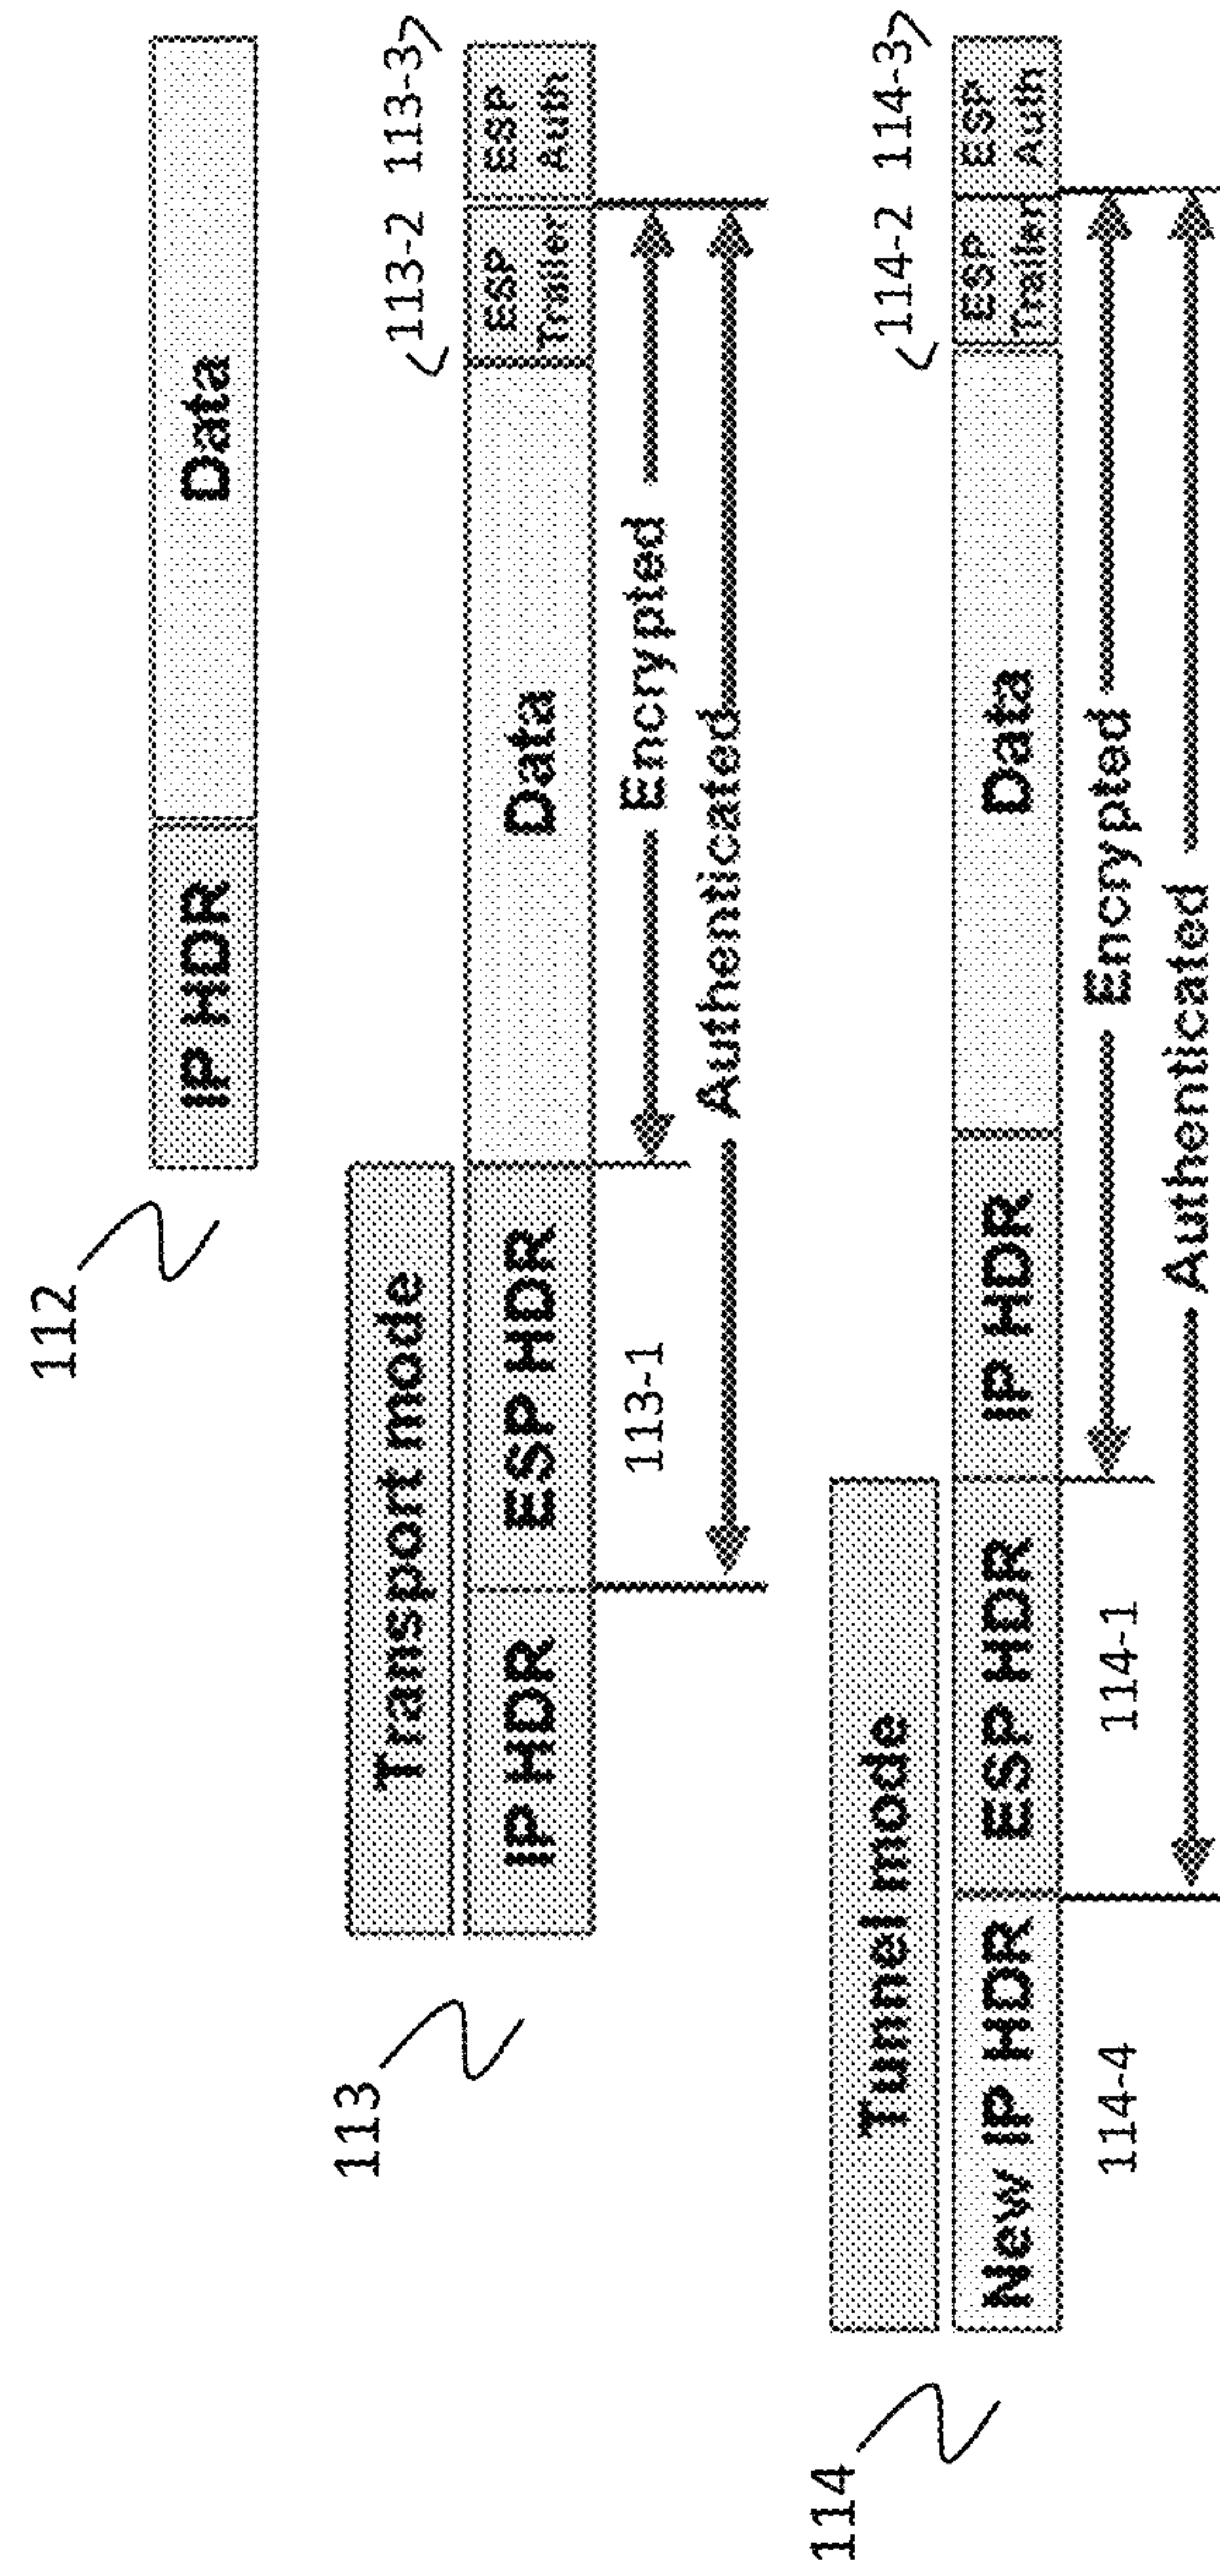 112
IP HDR Data
Transport mode
113-2 113-3
113
IP HDR ESP HDR Data ESP Trailer ESP Auth
113-1
Encrypted
Authenticated
Tunnel mode
114-2 114-3
114
New IP HDR ESP HDR IP HDR Data ESP Trailer ESP Auth
114-4 114-1
Encrypted
Authenticated